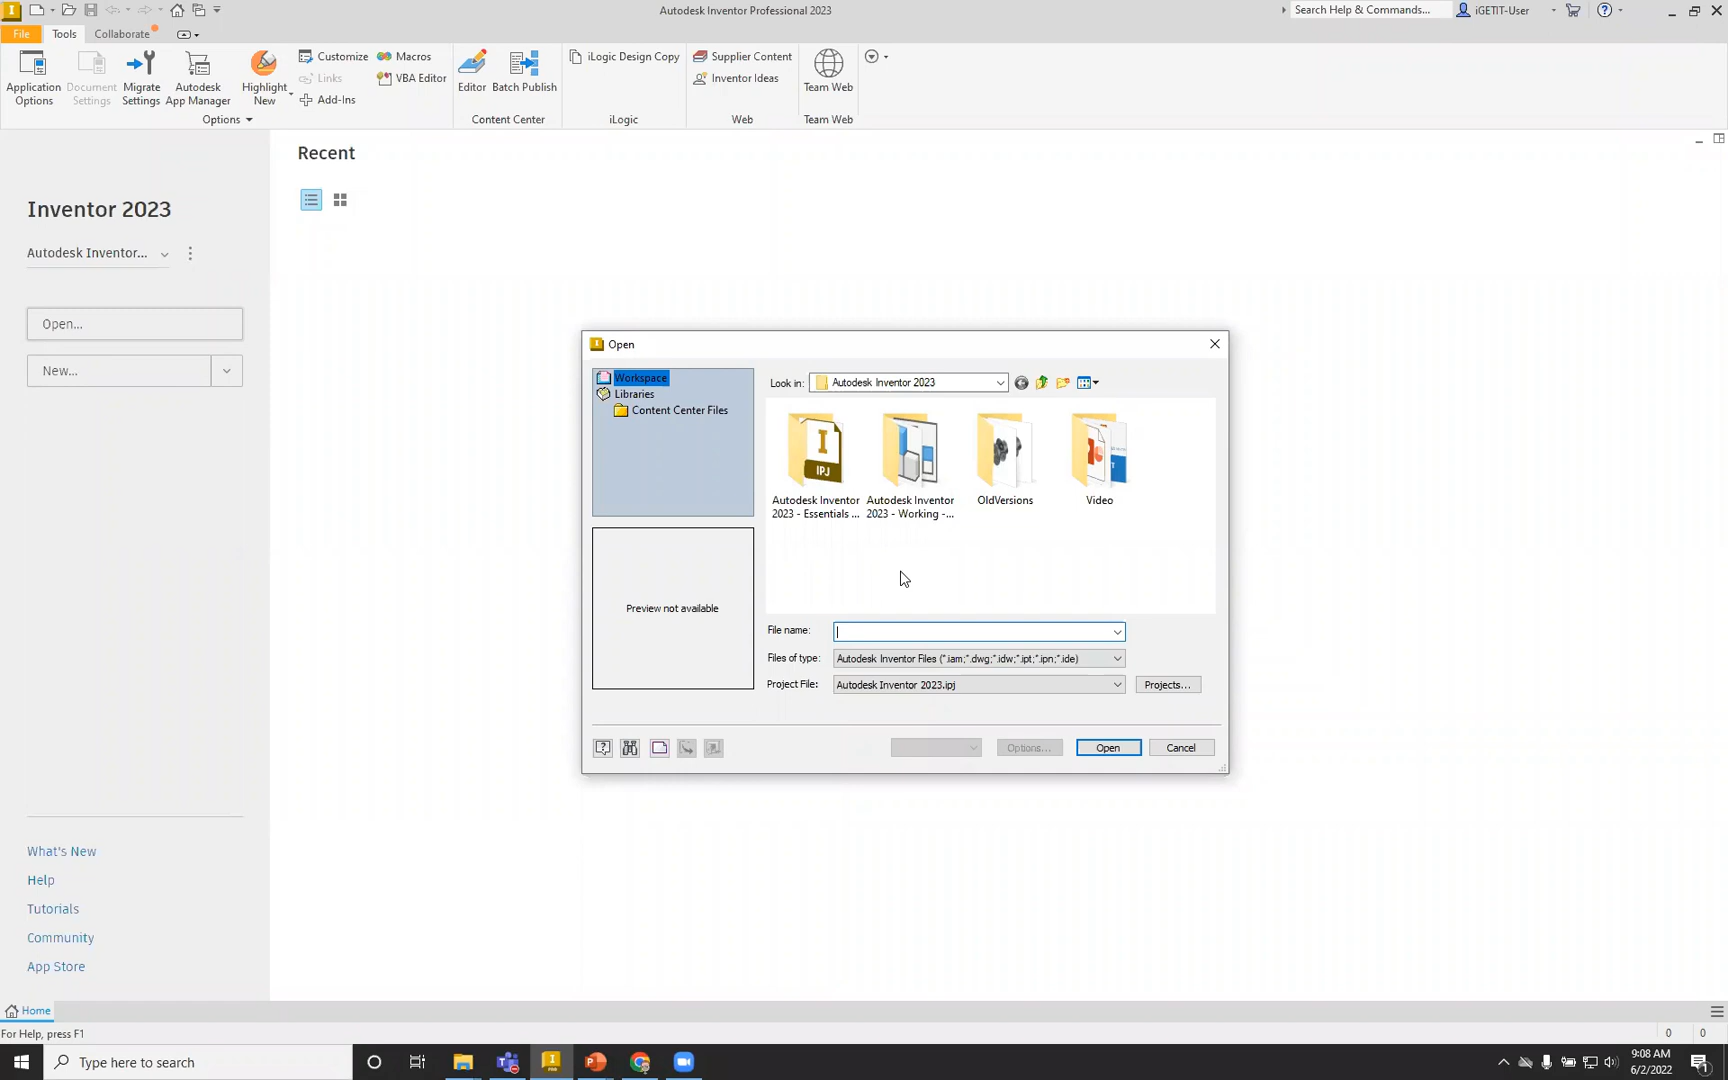 Autodesk Inventor Professional 2023
Search Help & Commands...
iGETIT-User
File
Tools
Collaborate
Application Options
Document Settings
Migrate Settings
Autodesk App Manager
Highlight New
Customize
Links
Add-Ins
Macros
VBA Editor
Options
Editor
Batch Publish
Content Center
iLogic Design Copy
iLogic
Supplier Content
Inventor Ideas
Web
Team Web
Team Web
Recent
Inventor 2023
Autodesk Inventor...
Open...
New...
What's New
Help
Tutorials
Community
App Store
Open
Workspace
Libraries
Content Center Files
Preview not available
Look in:
Autodesk Inventor 2023
IPJ
Autodesk Inventor
2023 - Essentials ...
Autodesk Inventor
2023 - Working -...
OldVersions
Video
File name:
Files of type:
Autodesk Inventor Files (*.iam;*.dwg;*.idw;*.ipt;*.ipn;*.ide)
Project File:
Autodesk Inventor 2023.ipj
Projects...
Options...
Open
Cancel
Home
For Help, press F1
0
0
Type here to search
9:08 AM
6/2/2022